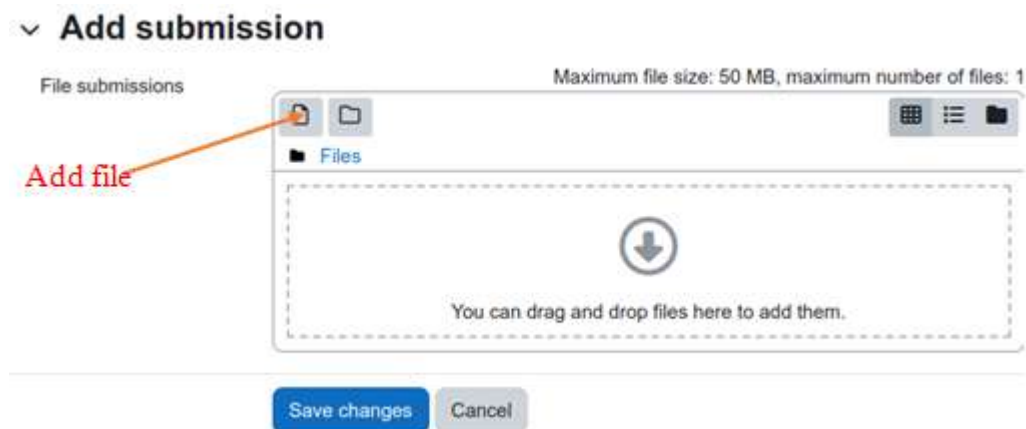 Add submission
File submissions
Maximum file size: 50 MB, maximum number of files: 1
Add file
Files
You can drag and drop files here to add them.
Save changes
Cancel